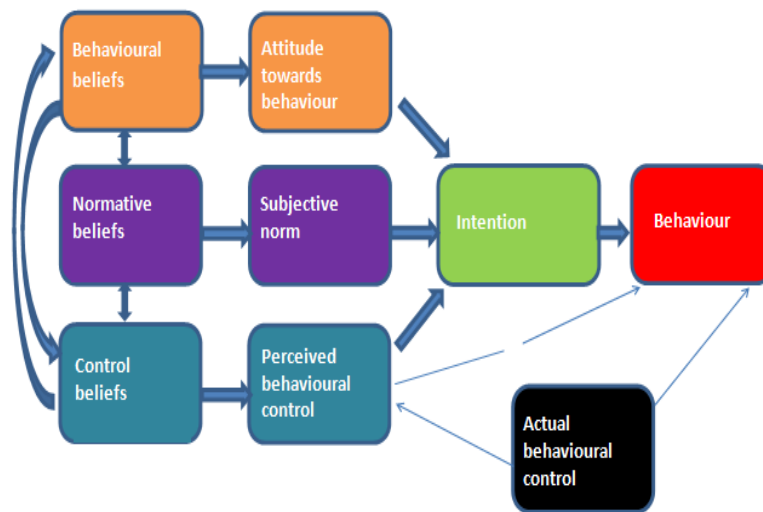 Behavioural
beliefs
Attitude
towards
behaviour
Normative
beliefs
Subjective
norm
Intention
Behaviour
Control
beliefs
Perceived
behavioural
control
Actual
behavioural
control